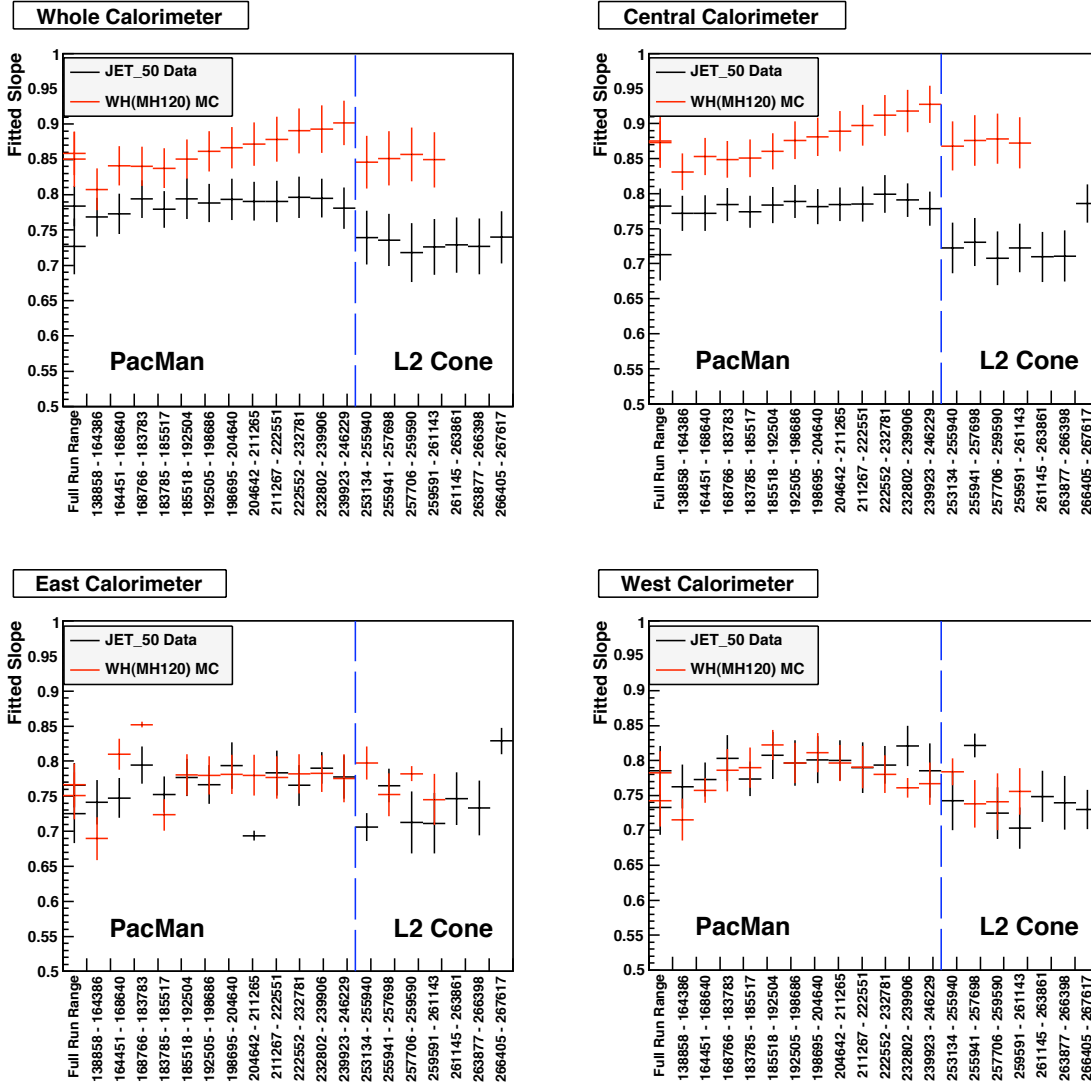 Whole Calorimeter
Fitted Slope
1
0.95
0.9
0.85
0.8
0.75
0.7
0.65
0.6
0.55
0.5
JET_50 Data
WH(MH120) MC
PacMan
L2 Cone
Full Run Range
138858 - 164386
164451 - 168640
168766 - 183783
183785 - 185517
185518 - 192504
192505 - 198686
198695 - 204640
204642 - 211265
211267 - 222551
222552 - 232781
232802 - 239906
239923 - 246229
253134 - 255940
255941 - 257698
257706 - 259590
259591 - 261143
261145 - 263861
263877 - 266398
266405 - 267617
Central Calorimeter
Fitted Slope
1
0.95
0.9
0.85
0.8
0.75
0.7
0.65
0.6
0.55
0.5
JET_50 Data
WH(MH120) MC
PacMan
L2 Cone
Full Run Range
138858 - 164386
164451 - 168640
168766 - 183783
183785 - 185517
185518 - 192504
192505 - 198686
198695 - 204640
204642 - 211265
211267 - 222551
222552 - 232781
232802 - 239906
239923 - 246229
253134 - 255940
255941 - 257698
257706 - 259590
259591 - 261143
261145 - 263861
263877 - 266398
266405 - 267617
East Calorimeter
Fitted Slope
1
0.95
0.9
0.85
0.8
0.75
0.7
0.65
0.6
0.55
0.5
JET_50 Data
WH(MH120) MC
PacMan
L2 Cone
Full Run Range
138858 - 164386
164451 - 168640
168766 - 183783
183785 - 185517
185518 - 192504
192505 - 198686
198695 - 204640
204642 - 211265
211267 - 222551
222552 - 232781
232802 - 239906
239923 - 246229
253134 - 255940
255941 - 257698
257706 - 259590
259591 - 261143
261145 - 263861
263877 - 266398
266405 - 267617
West Calorimeter
Fitted Slope
1
0.95
0.9
0.85
0.8
0.75
0.7
0.65
0.6
0.55
0.5
JET_50 Data
WH(MH120) MC
PacMan
L2 Cone
Full Run Range
138858 - 164386
164451 - 168640
168766 - 183783
183785 - 185517
185518 - 192504
192505 - 198686
198695 - 204640
204642 - 211265
211267 - 222551
222552 - 232781
232802 - 239906
239923 - 246229
253134 - 255940
255941 - 257698
257706 - 259590
259591 - 261143
261145 - 263861
263877 - 266398
266405 - 267617